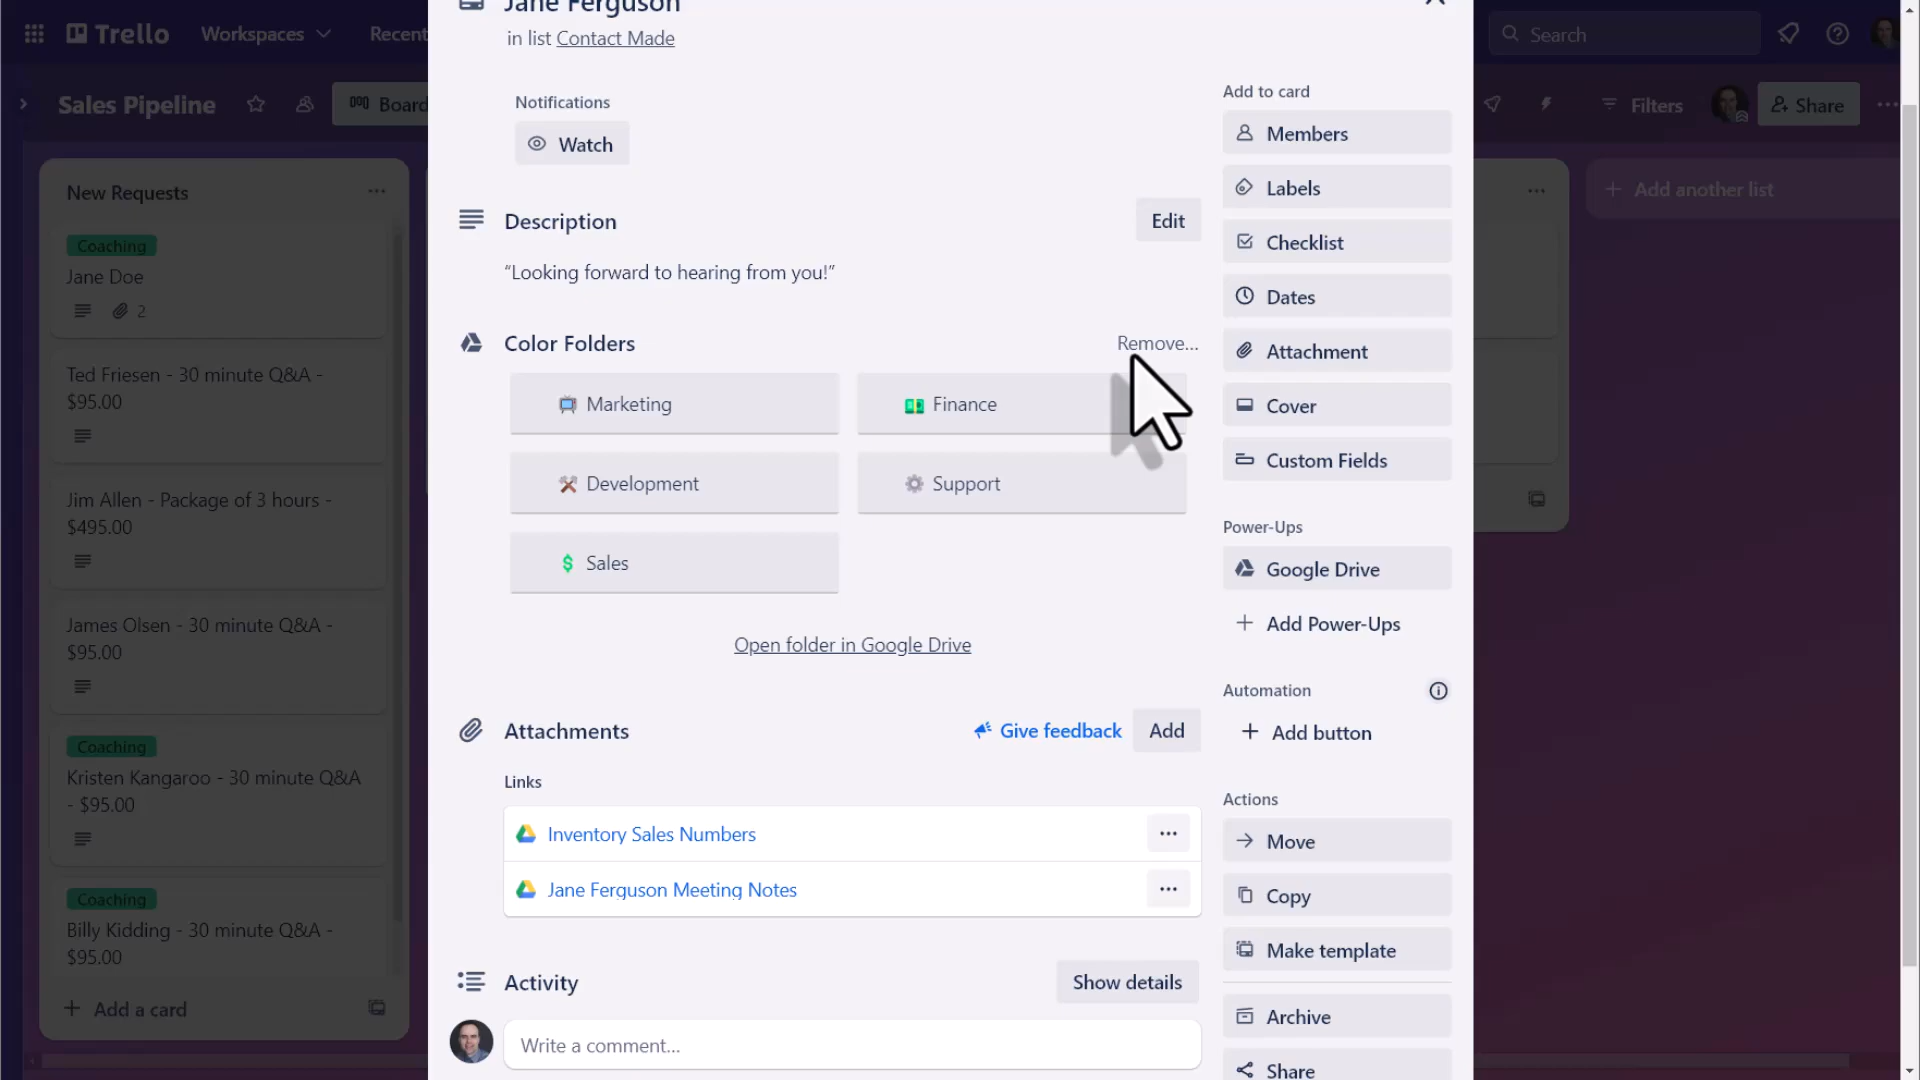 Trello
Workspaces
Recent
Search
Sales Pipeline
Board
Filters
Share
New Requests
Coaching
Jane Doe
2
Ted Friesen - 30 minute Q&A -
$95.00
Jim Allen - Package of 3 hours -
$495.00
James Olsen - 30 minute Q&A -
$95.00
Coaching
Kristen Kangaroo - 30 minute Q&A
- $95.00
Coaching
Billy Kidding - 30 minute Q&A -
$95.00
+ Add a card
Jane Ferguson
in list Contact Made
Notifications
Watch
Description
Edit
“Looking forward to hearing from you!”
Color Folders
Remove...
Marketing
Finance
Development
Support
Sales
Open folder in Google Drive
Attachments
Give feedback
Add
Links
Inventory Sales Numbers
Jane Ferguson Meeting Notes
Activity
Show details
Write a comment...
Add to card
Members
Labels
Checklist
Dates
Attachment
Cover
Custom Fields
Power-Ups
Google Drive
+ Add Power-Ups
Automation
+ Add button
Actions
Move
Copy
Make template
Archive
Share
+ Add another list